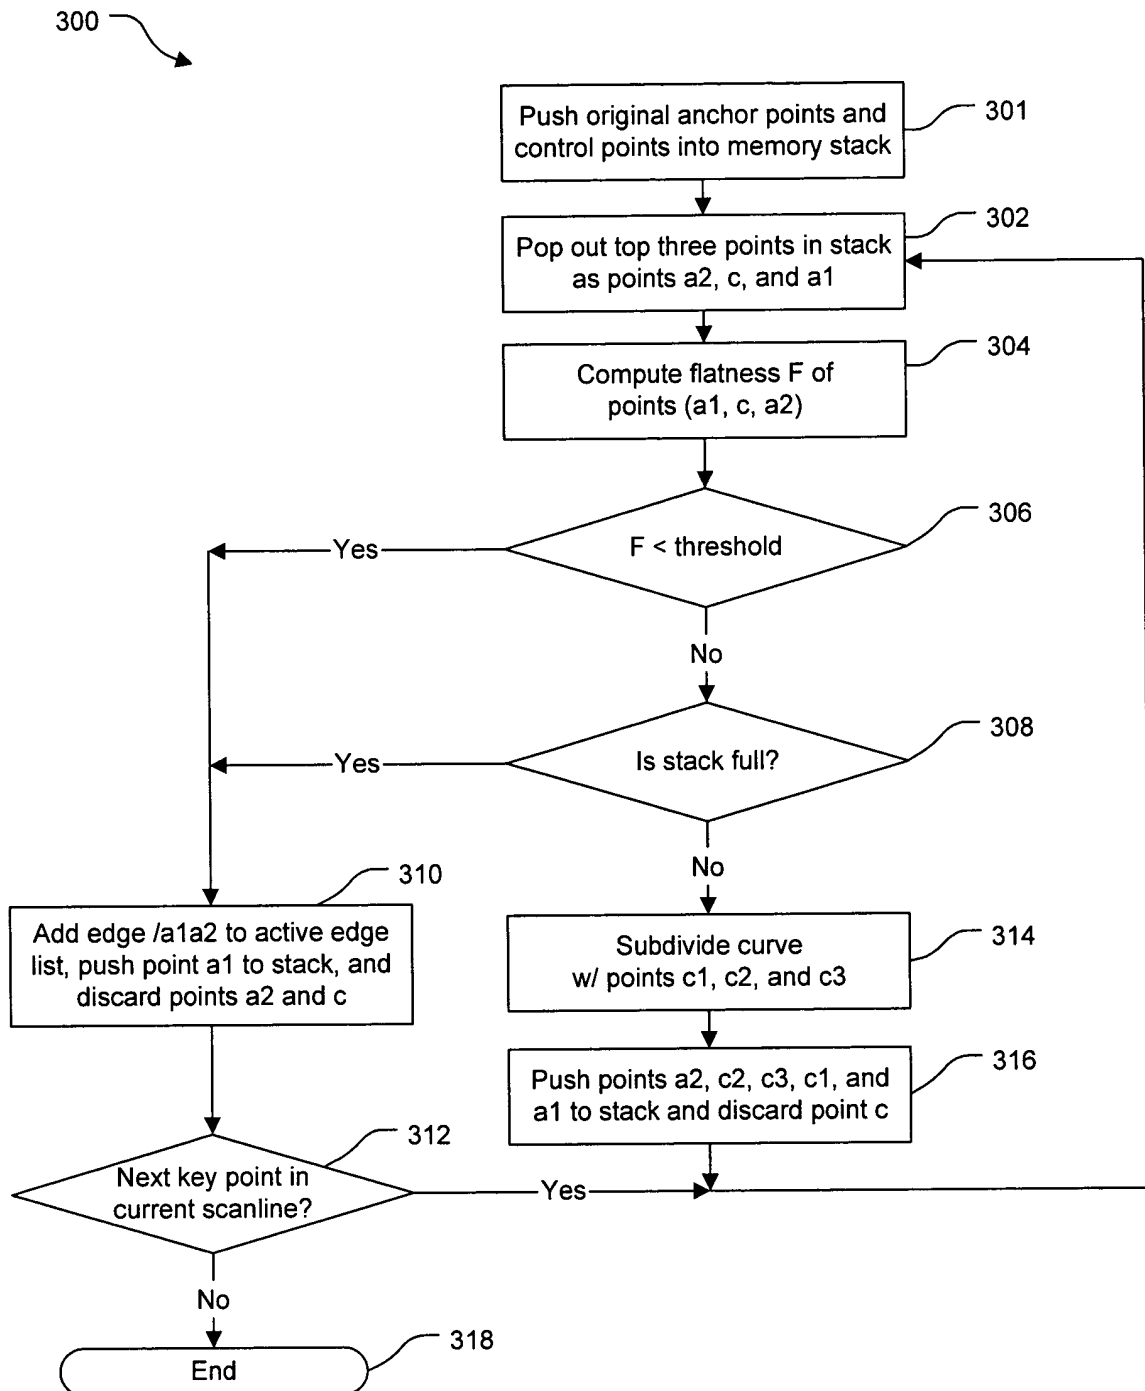 300
Push original anchor points and
control points into memory stack
301
Pop out top three points in stack
as points a2, c, and a1
302
Compute flatness F of
points (a1, c, a2)
304
F < threshold
306
Yes
No
Is stack full?
308
Yes
No
310
Add edge /a1a2 to active edge
list, push point a1 to stack, and
discard points a2 and c
Subdivide curve
w/ points c1, c2, and c3
314
Push points a2, c2, c3, c1, and
a1 to stack and discard point c
316
312
Next key point in
current scanline?
Yes
No
End
318